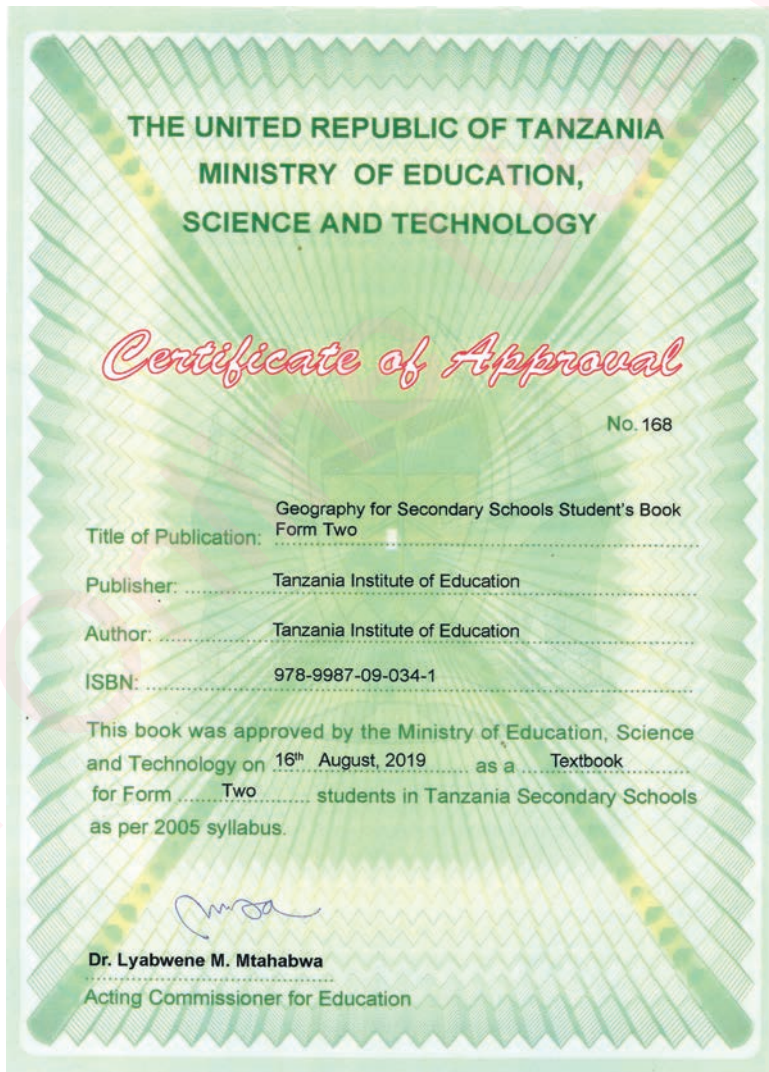 THE UNITED REPUBLIC OF TANZANIA
MINISTRY OF EDUCATION,
SCIENCE AND TECHNOLOGY
Certificate of Approval
No. 168
Title of Publication: Geography for Secondary Schools Student's Book
Form Two
Publisher: Tanzania Institute of Education
Author: Tanzania Institute of Education
ISBN: 978-9987-09-034-1
This book was approved by the Ministry of Education, Science
and Technology on 16th August, 2019 as a Textbook
for Form Two students in Tanzania Secondary Schools
as per 2005 syllabus.
Dr. Lyabwene M. Mtahabwa
Acting Commissioner for Education